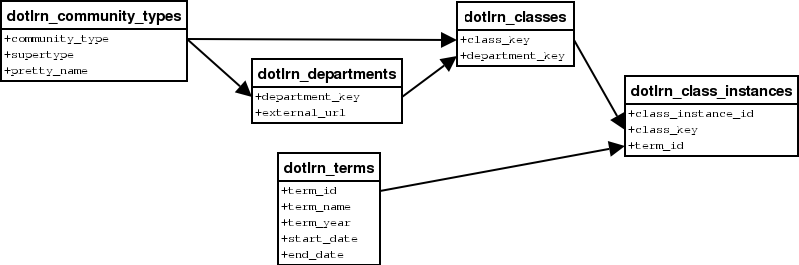 dotlrn_community_types
+community_type
+supertype
+pretty_name
dotlrn_departments
+department_key
+external_url
dotlrn_classes
+class_key
+department_key
dotlrn_class_instances
+class_instance_id
+class_key
+term_id
dotlrn_terms
+term_id
+term_name
+term_year
+start_date
+end_date